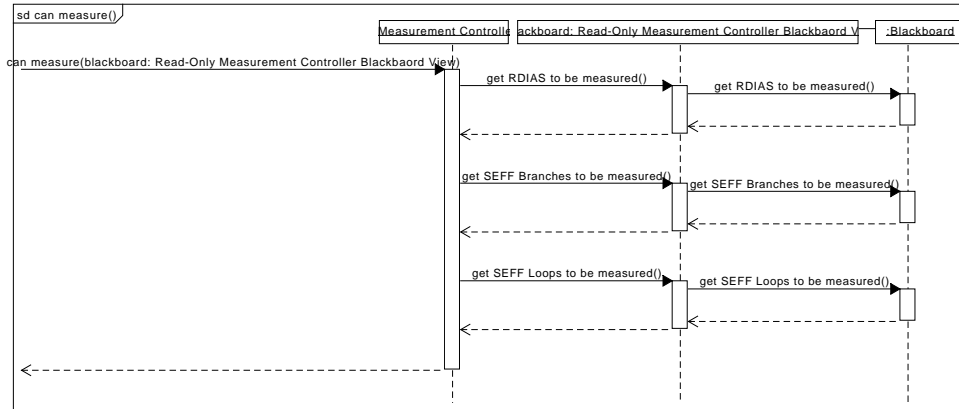 sd can measure()
Measurement Controlle
ackboard: Read-Only Measurement Controller Blackboard V
:Blackboard
can measure(blackboard: Read-Only Measurement Controller Blackbaord View)
get RDIAS to be measured()
get RDIAS to be measured()
get SEFF Branches to be measured()
get SEFF Branches to be measured()
get SEFF Loops to be measured()
get SEFF Loops to be measured()